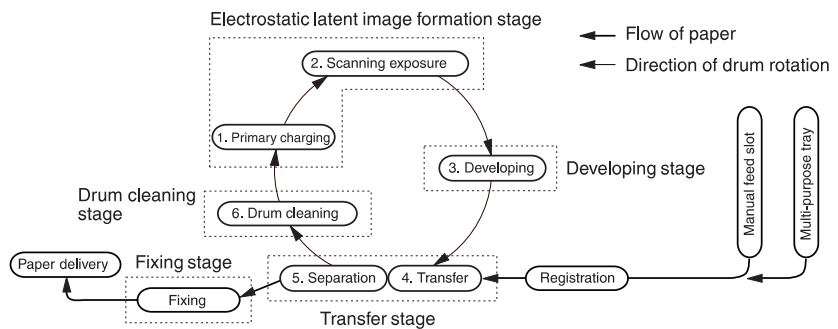 Electrostatic latent image formation stage
Flow of paper
2. Scanning exposure
Direction of drum rotation
1. Primary charging
3. Developing
Developing stage
Manual feed slot
Multi-purpose tray
Drum cleaning
stage
6. Drum cleaning
Paper delivery
Fixing stage
5. Separation
4. Transfer
Registration
Fixing
Transfer stage